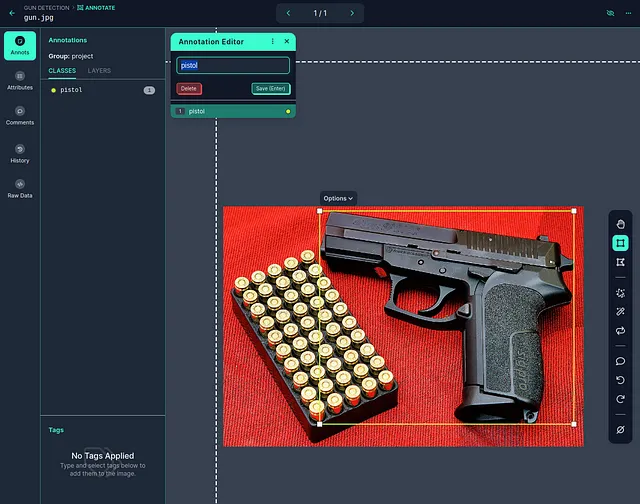 GUN DETECTION > ANNOTATE
gun.jpg
1 / 1
Annots
Attributes
Comments
History
Raw Data
Annotations
Group: project
CLASSES LAYERS
pistol 1
Tags
No Tags Applied
Type and select tags below to
add them to the image.
Annotation Editor
pistol
Delete Save (Enter)
1 pistol
Options